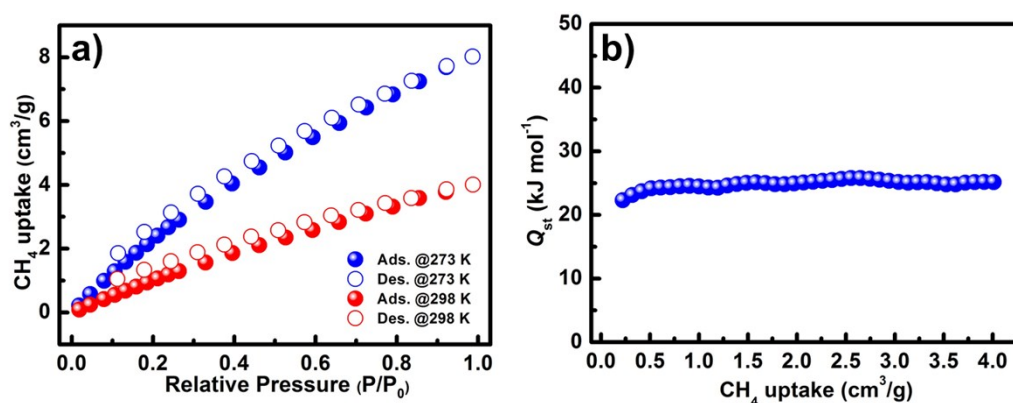 a)
CH₄ uptake (cm³/g)
8
6
4
2
0
0.0 0.2 0.4 0.6 0.8 1.0
Relative Pressure (P/P₀)
Ads. @273 K
Des. @273 K
Ads. @298 K
Des. @298 K
b)
Qst (kJ mol⁻¹)
50
40
30
20
10
0
0.0 0.5 1.0 1.5 2.0 2.5 3.0 3.5 4.0
CH₄ uptake (cm³/g)